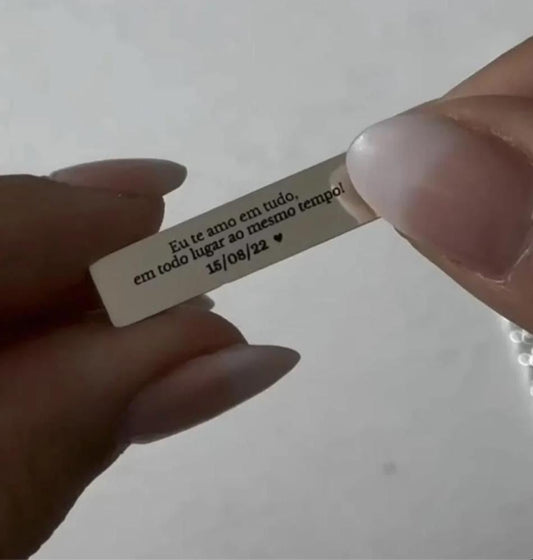 Eu te amo em tudo,
em todo lugar ao mesmo tempo!
15/08/22 ♥